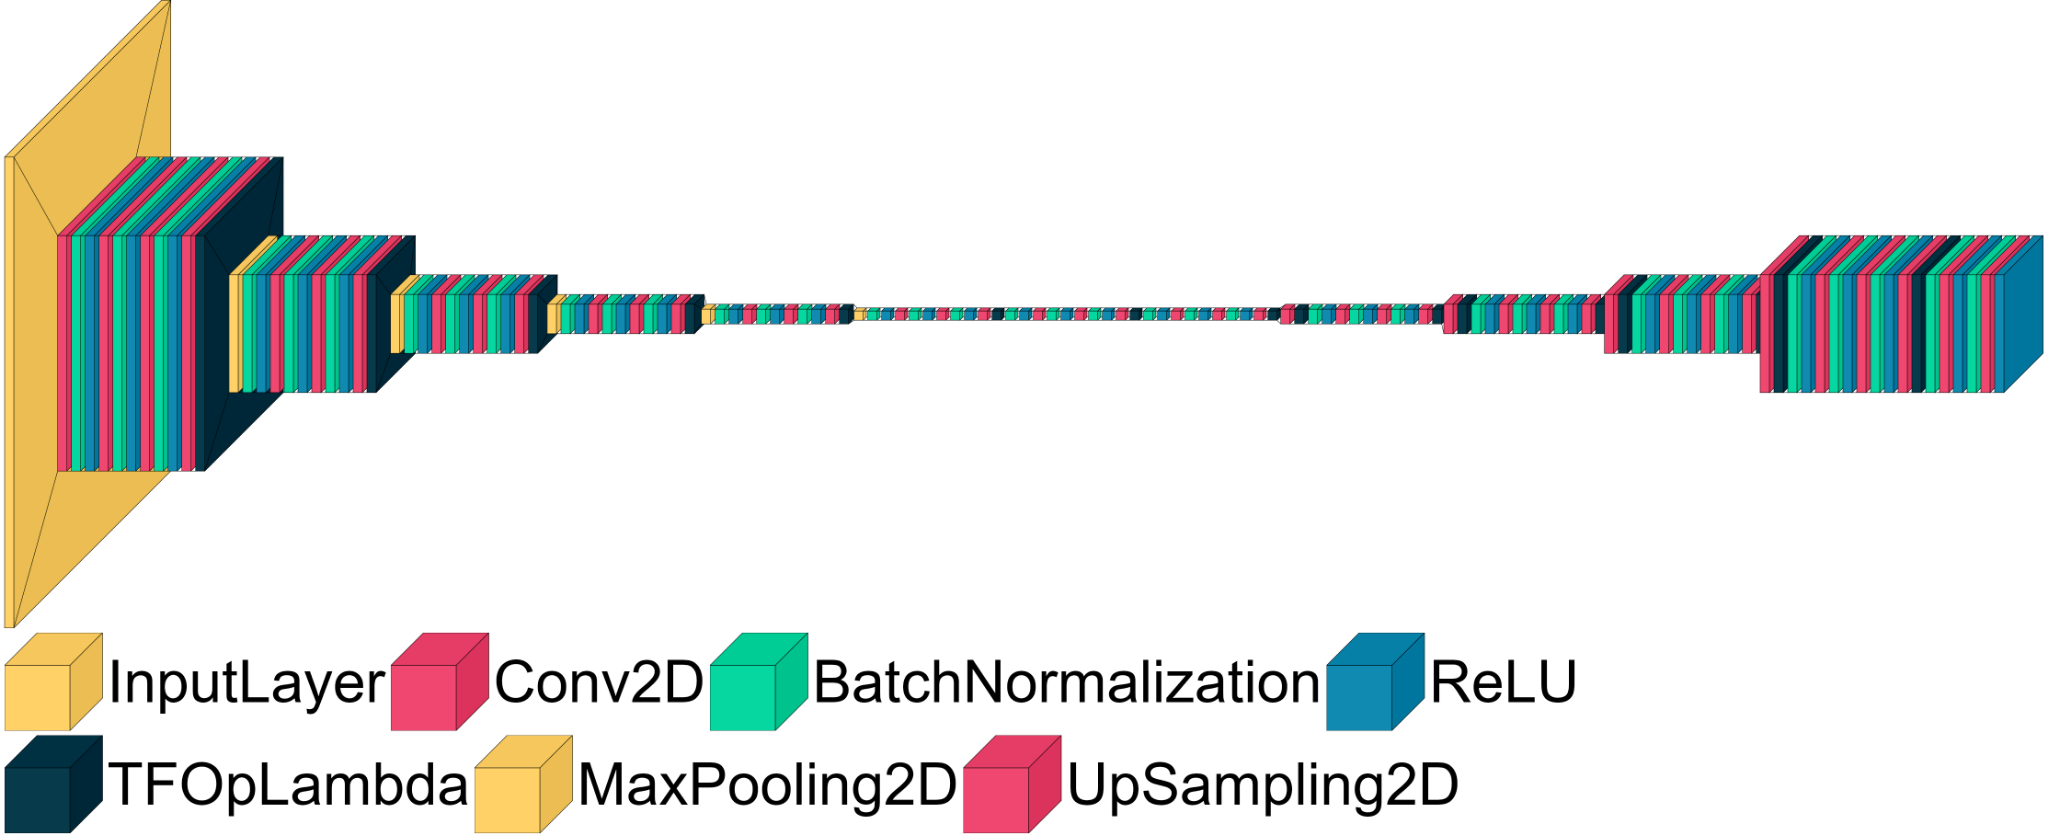 InputLayer Conv2D BatchNormalization ReLU
TFOpLambda MaxPooling2D UpSampling2D